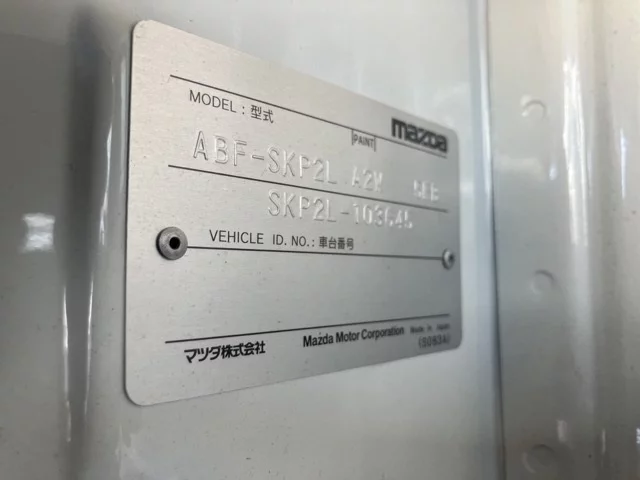 mazda
MODEL : 型式
PAINT
ABF-SKP2L A2W
SKP2L-103645
VEHICLE ID. NO. : 車台番号
マツダ株式会社 Mazda Motor Corporation Made in Japan
(S083A)